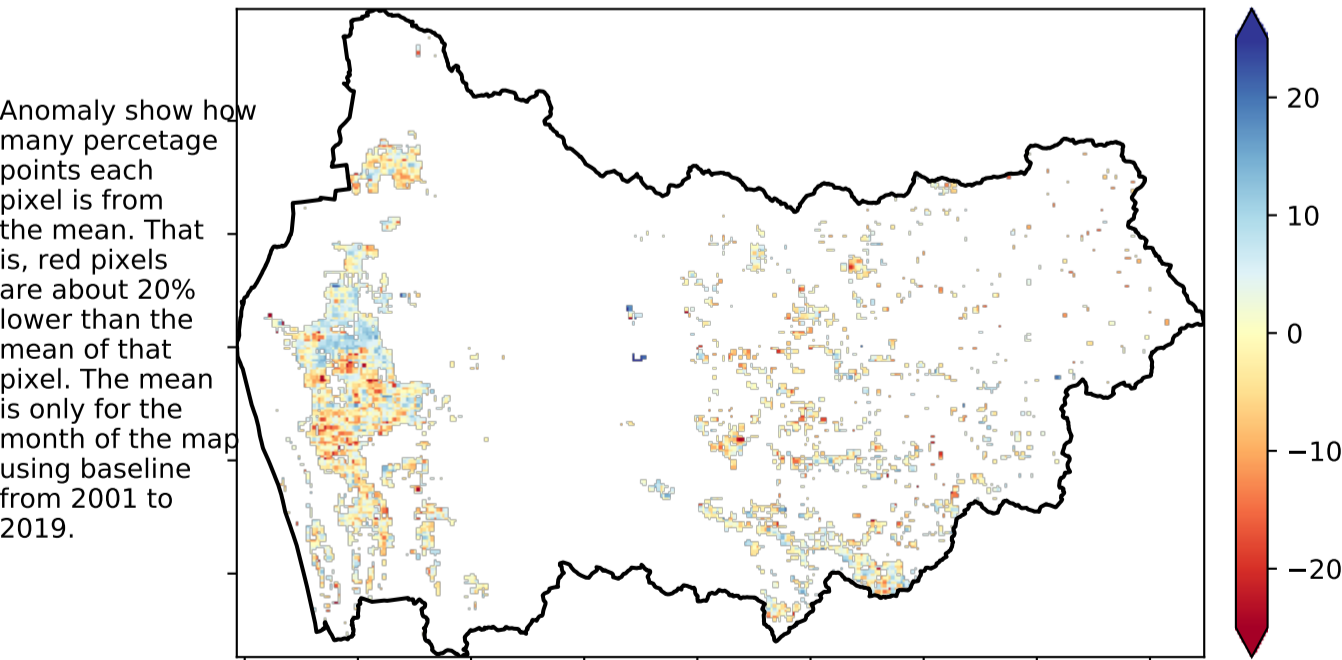 Anomaly show how
many percetage
points each
pixel is from
the mean. That
is, red pixels
are about 20%
lower than the
mean of that
pixel. The mean
is only for the
month of the map
using baseline
from 2001 to
2019.
20
10
0
−10
−20